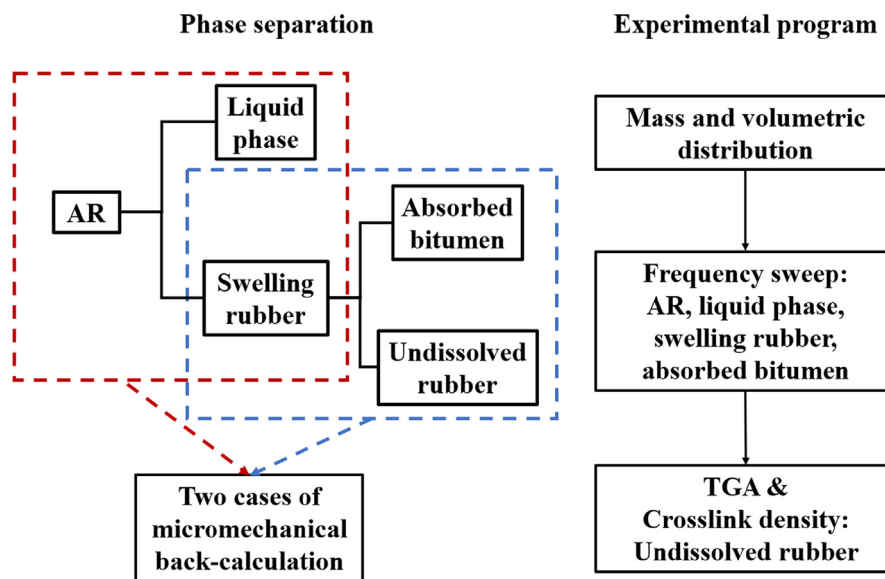 Phase separation
Liquid
phase
AR
Swelling
rubber
Absorbed
bitumen
Undissolved
rubber
Two cases of
micromechanical
back-calculation
Experimental program
Mass and volumetric
distribution
Frequency sweep:
AR, liquid phase,
swelling rubber,
absorbed bitumen
TGA &
Crosslink density:
Undissolved rubber